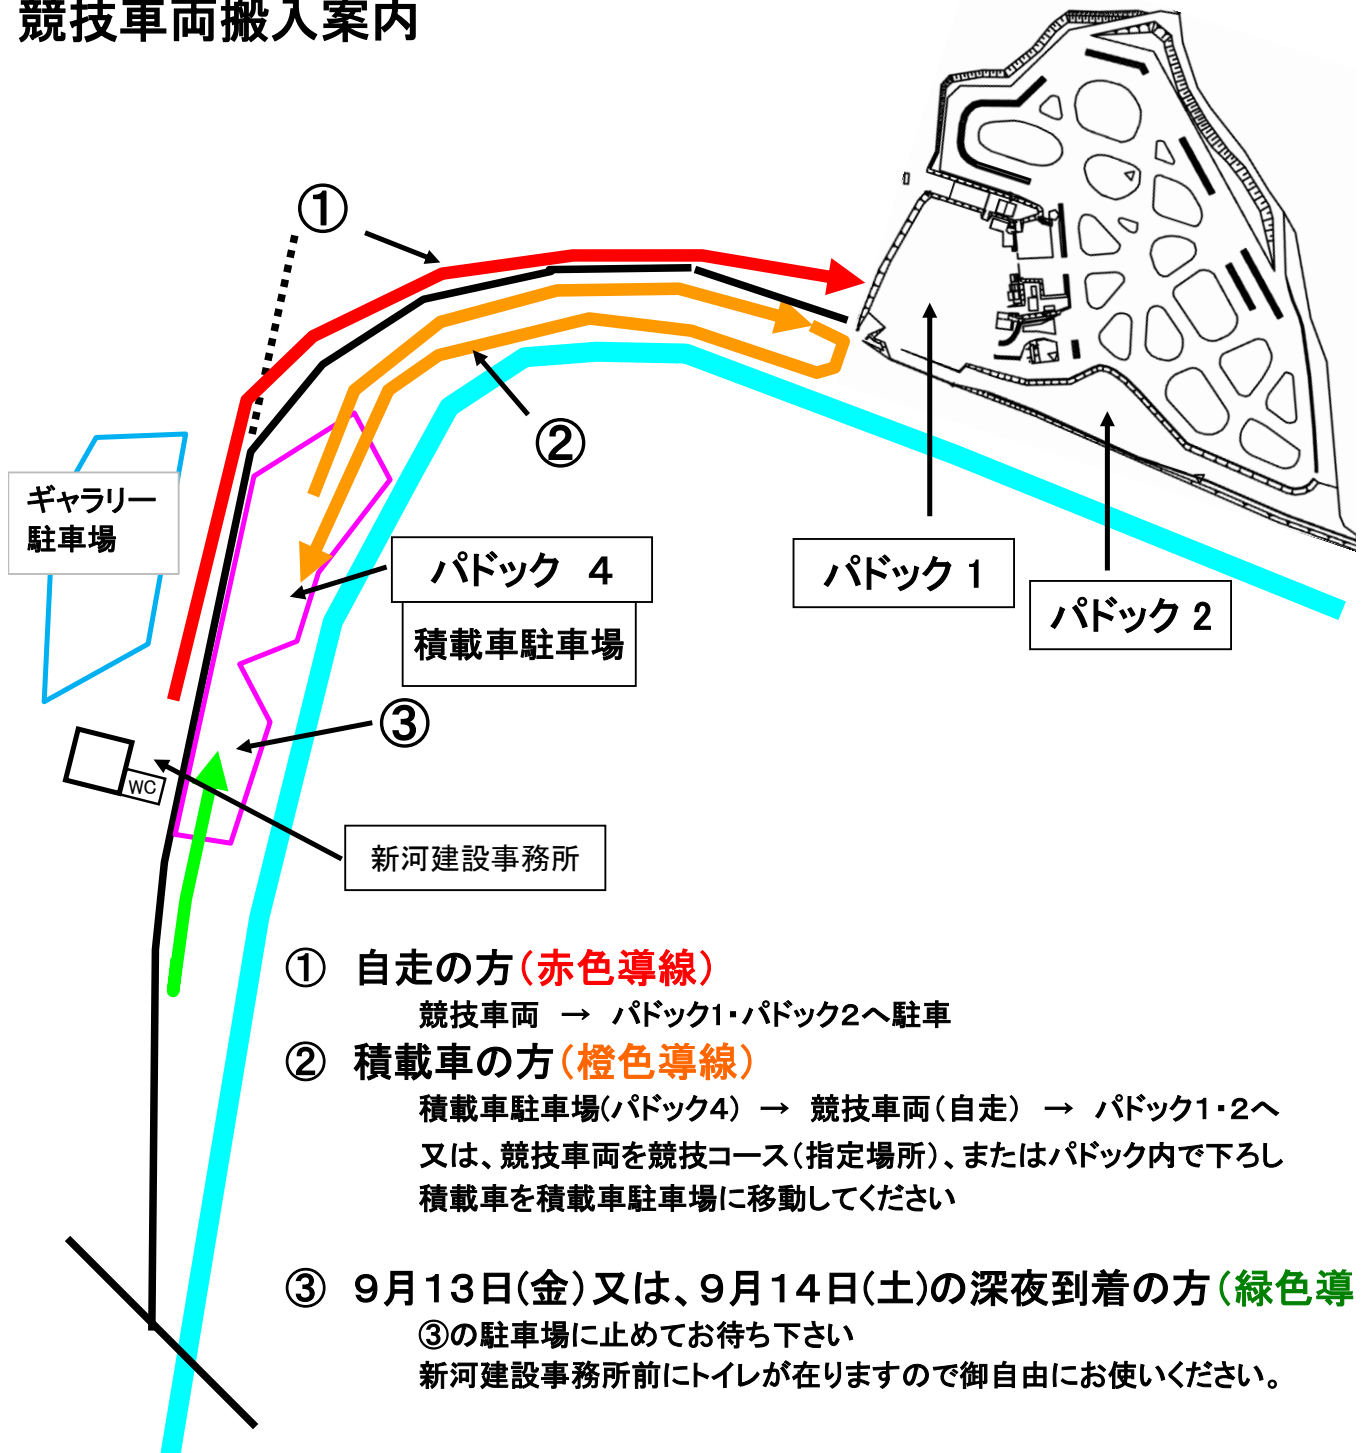 競技車両搬入案内
①
②
ギャラリー
駐車場
パドック　４
積載車駐車場
パドック 1
パドック 2
③
WC
新河建設事務所
①　自走の方（赤色導線）
競技車両　→　パドック1・パドック２へ駐車
②　積載車の方（橙色導線）
積載車駐車場(パドック４)　→　競技車両（自走）　→　パドック１・２へ
又は、競技車両を競技コース（指定場所）、またはパドック内で下ろし
積載車を積載車駐車場に移動してください
③　９月１３日(金)又は、９月１４日(土)の深夜到着の方（緑色導
③の駐車場に止めてお待ち下さい
新河建設事務所前にトイレが在りますので御自由にお使いください。